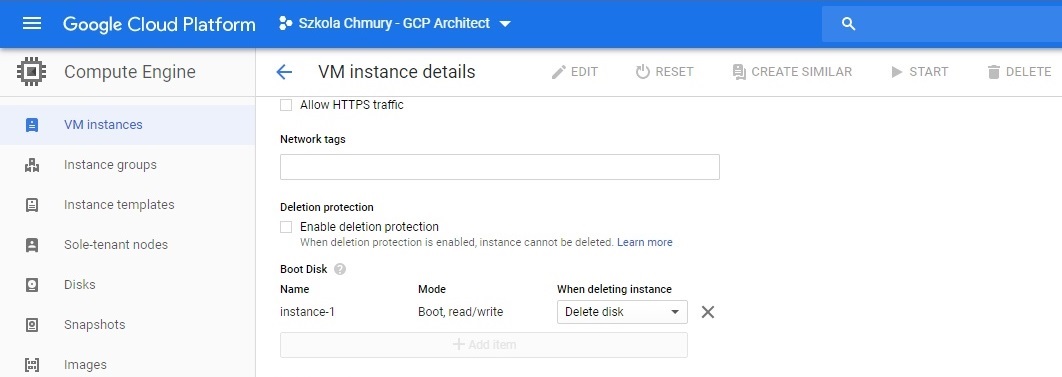 Google Cloud Platform
Szkola Chmury - GCP Architect
Compute Engine
VM instances
Instance groups
Instance templates
Sole-tenant nodes
Disks
Snapshots
Images
VM instance details
EDIT
RESET
CREATE SIMILAR
START
DELETE
Allow HTTPS traffic
Network tags
Deletion protection
Enable deletion protection
When deletion protection is enabled, instance cannot be deleted. Learn more
Boot Disk ?
Name Mode When deleting instance
instance-1 Boot, read/write Delete disk
+ Add item